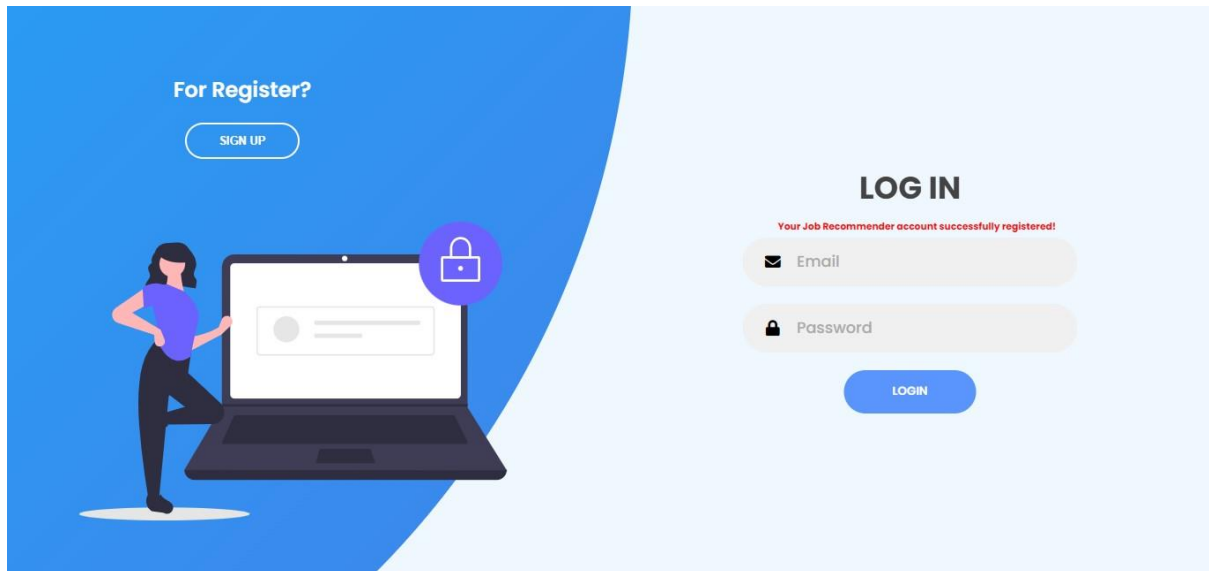 For Register?
SIGN UP
LOG IN
Your Job Recommender account successfully registered!
Email
Password
LOGIN